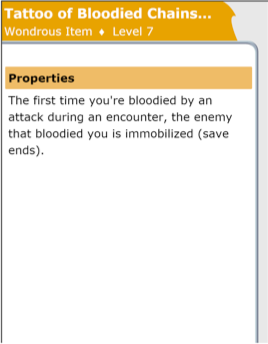 Tattoo of Bloodied Chains...
Wondrous Item ♦ Level 7
Properties
The first time you're bloodied by an
attack during an encounter, the enemy
that bloodied you is immobilized (save
ends).